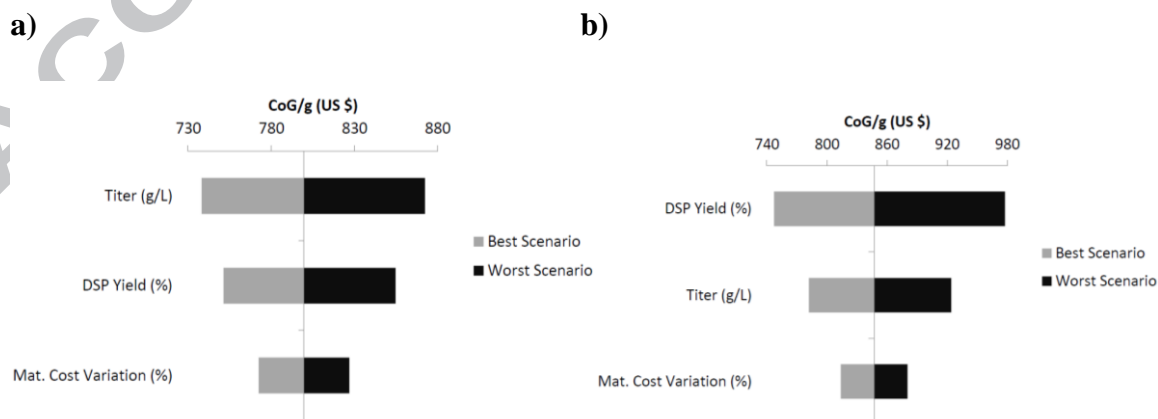 a)
CoG/g (US $)
730 780 830 880
Titer (g/L)
DSP Yield (%)
Mat. Cost Variation (%)
Best Scenario
Worst Scenario
b)
CoG/g (US $)
740 800 860 920 980
DSP Yield (%)
Titer (g/L)
Mat. Cost Variation (%)
Best Scenario
Worst Scenario